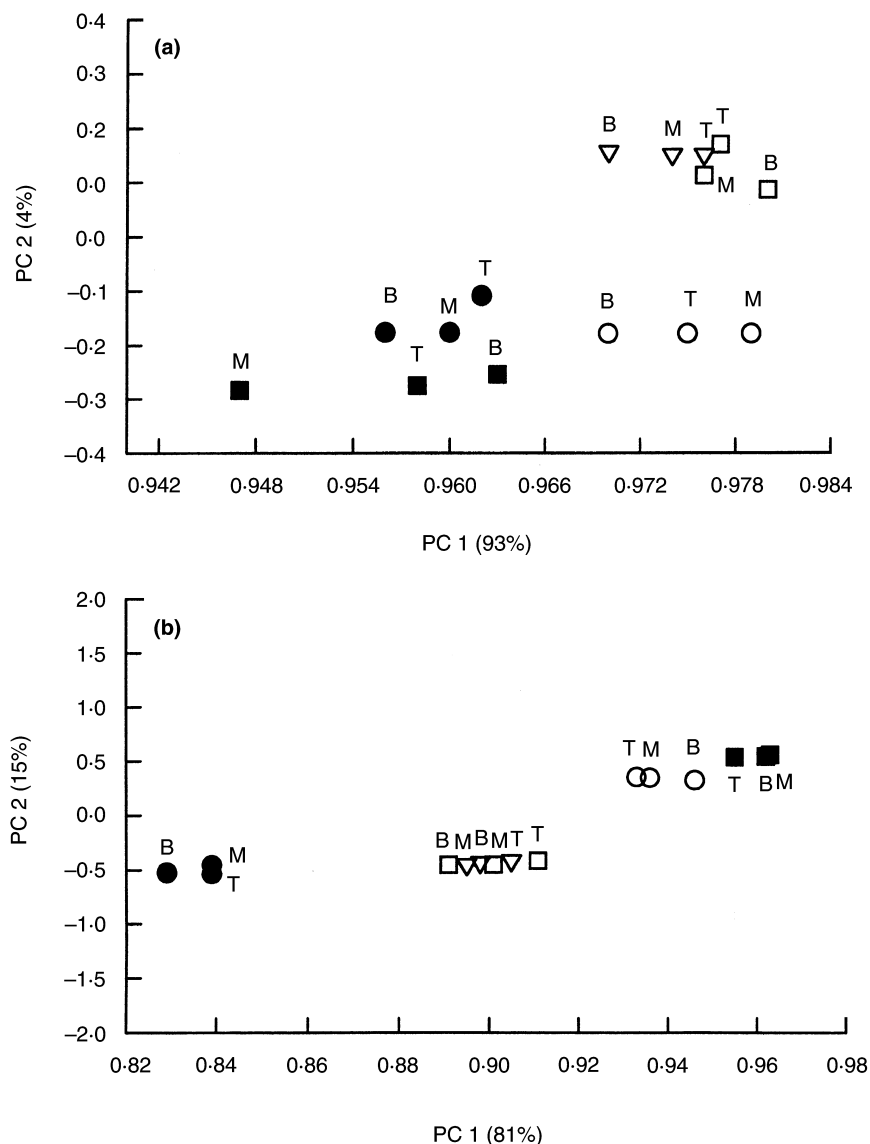 0·4
(a)
0·3
0·2
0·0
0·0
–0·1
–0·2
–0·3
–0·4
PC 2 (4%)
B
M
T
T
M
B
B
M
T
B
T
M
M
T
B
0·942
0·948
0·954
0·960
0·966
0·972
0·978
0·984
PC 1 (93%)
2·0
(b)
1·5
1·0
0·5
0·0
–0·5
–1·0
–1·5
–2·0
PC 2 (15%)
T
M
B
T
B
M
B
M
T
B
M
B
M
T
T
0·82
0·84
0·86
0·88
0·90
0·92
0·94
0·96
0·98
PC 1 (81%)